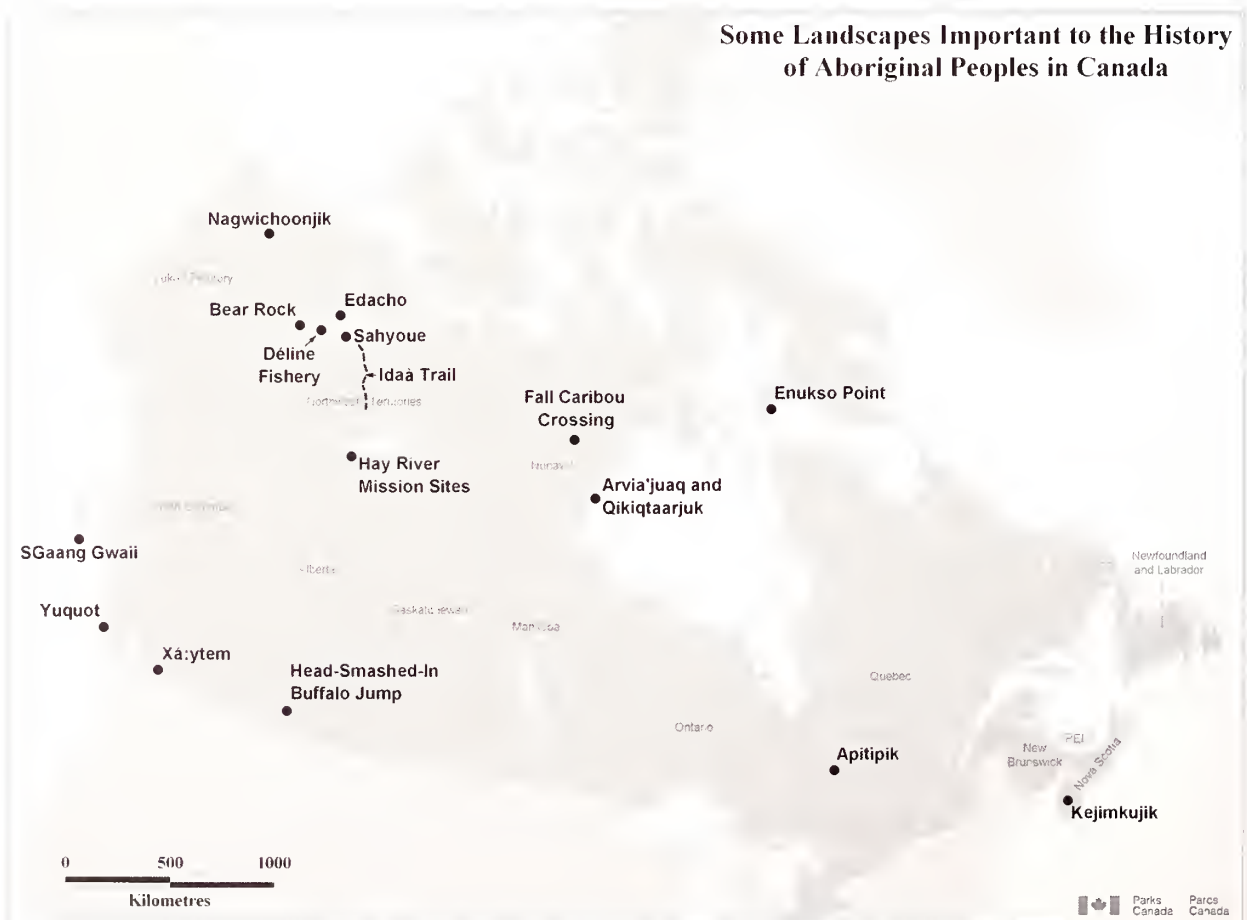 Some Landscapes Important to the History
of Aboriginal Peoples in Canada
Nagwichoonjik
Bear Rock
Edacho
Sahyoue
Déline
Fishery
Idaà Trail
Territories
Fall Caribou
Crossing
Enukso Point
Hay River
Mission Sites
Arvia'juaq and
Qikiqtaarjuk
SGaang Gwaii
Newfoundland
and Labrador
Yuquot
Xá:ytem
Head-Smashed-In
Buffalo Jump
Quebec
Ontario
Apitipik
New
Brunswick
PEI
Nova Scotia
Kejimkujik
0 500 1000
Kilometres
Parks Canada
Parcs Canada